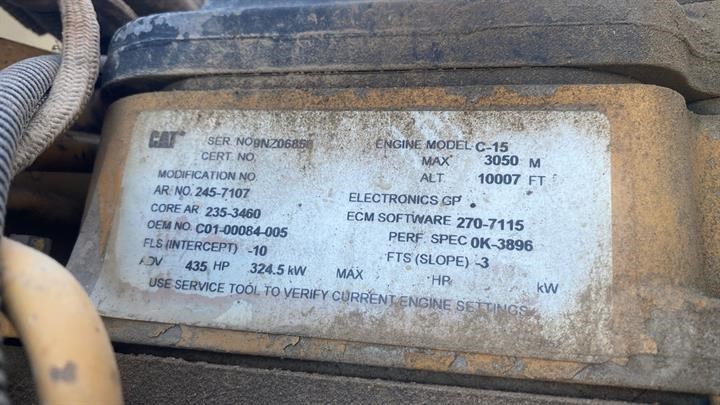 CAT SER. NO. ENGINE MODEL C-15
CERT. NO. MAX 3050 M
MODIFICATION NO. ALT. 10007 FT
AR. NO. 245-7107 ELECTRONICS GP
CORE AR 235-3460 ECM SOFTWARE 270-7115
OEM NO. C01-00084-005 PERF. SPEC 0K-3896
FLS (INTERCEPT) -10 FTS (SLOPE) -3
ADV 435 HP 324.5 kW MAX HP kW
USE SERVICE TOOL TO VERIFY CURRENT ENGINE SETTINGS